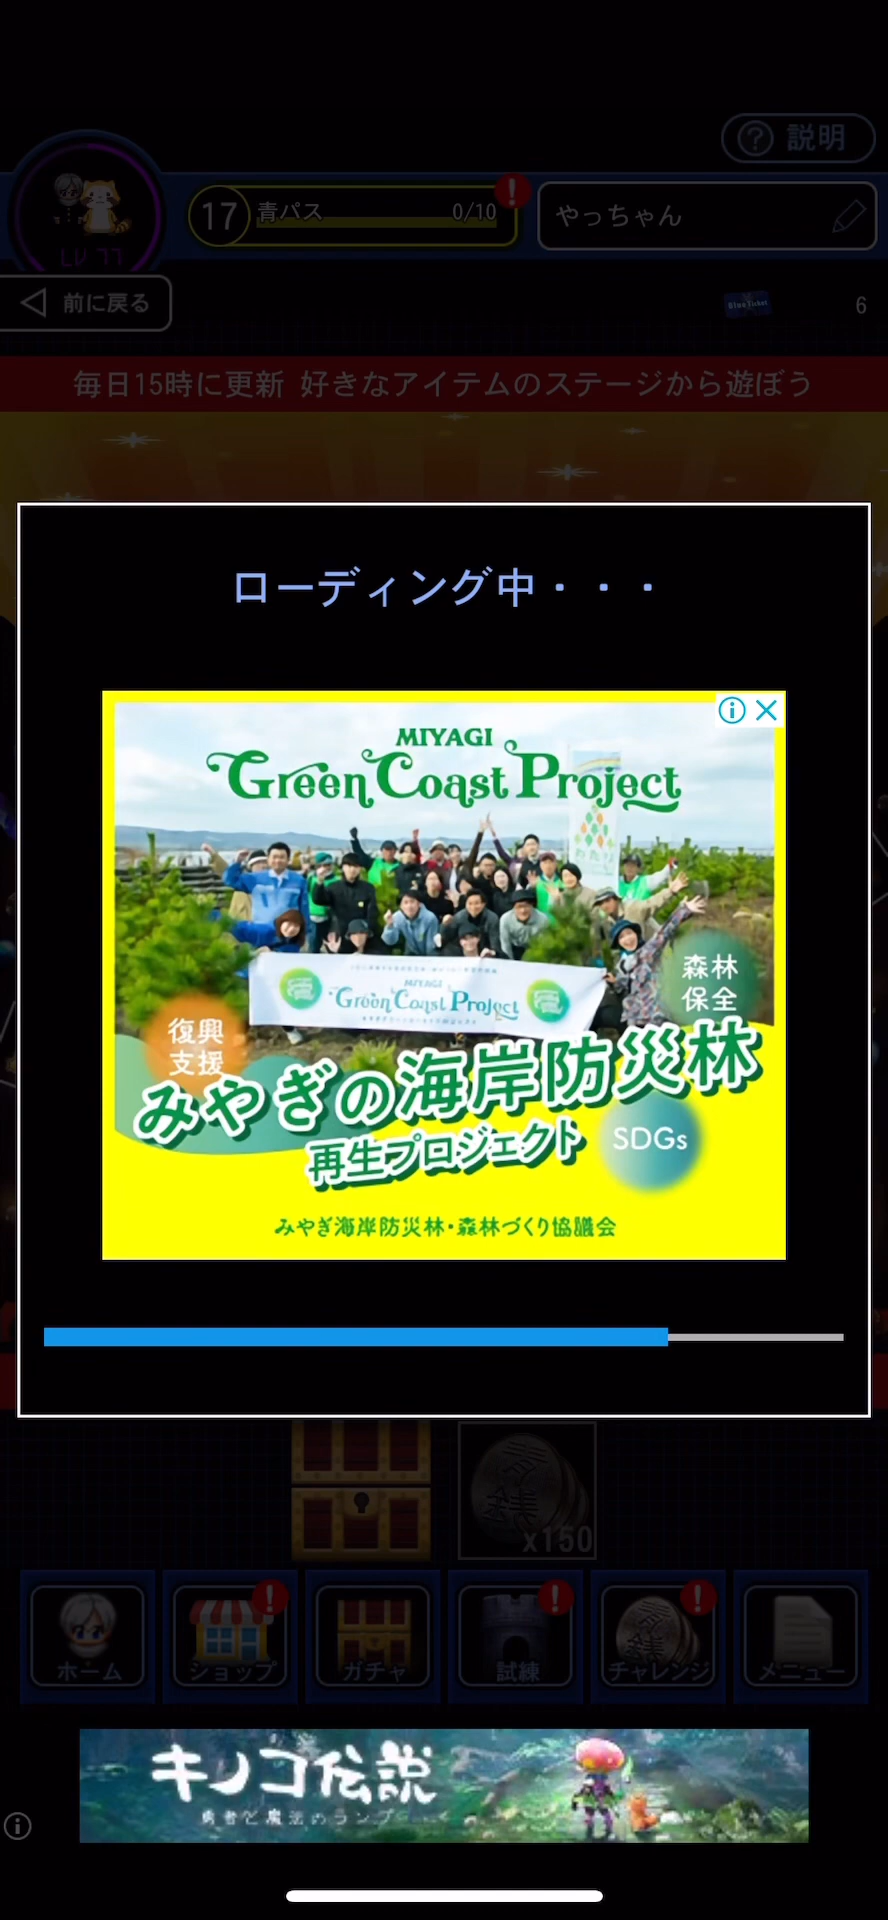 説明
17
青パス
0/10
やっちゃん
LV 77
前に戻る
Blue Ticket
6
毎日15時に更新 好きなアイテムのステージから遊ぼう
ローディング中・・・
MIYAGI
Green Coast Project
MIYAGI
Green Coast Project
森林
保全
復興
支援
みやぎの海岸防災林
再生プロジェクト
SDGs
みやぎ海岸防災林・森林づくり協議会
x150
ホーム
ショップ
ガチャ
試練
チャレンジ
メニュー
キノコ伝説
勇者と魔法のランプ